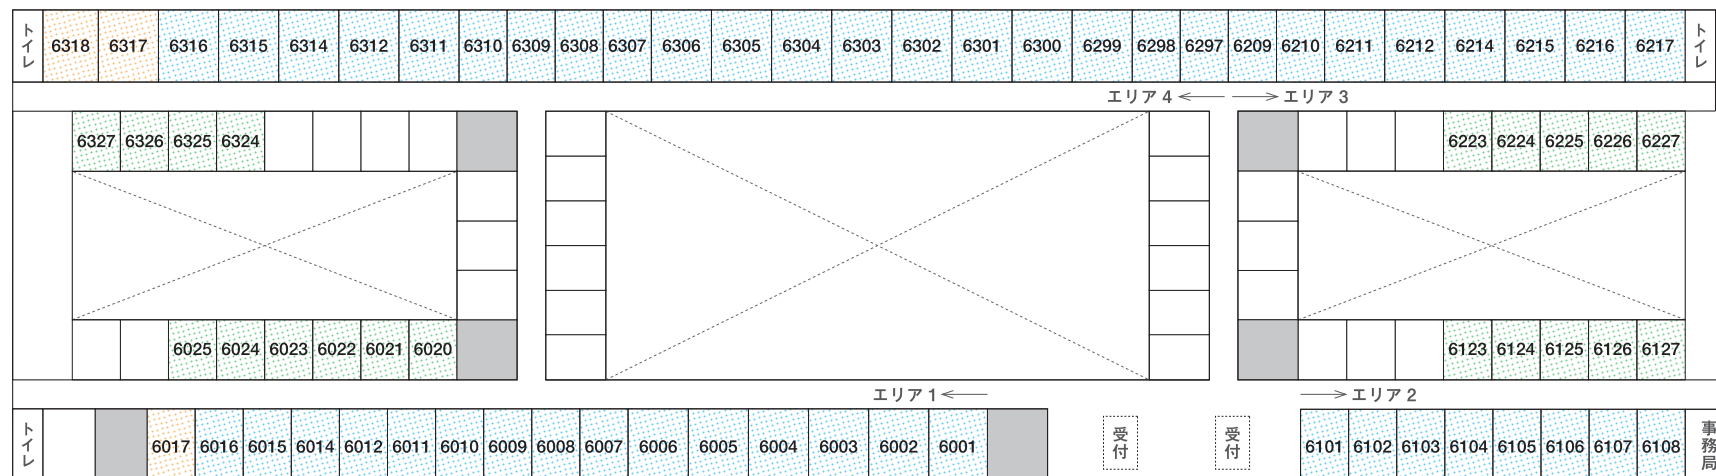 トイレ 6318 6317 6316 6315 6314 6312 6311 6310 6309 6308 6307 6306 6305 6304 6303 6302 6301 6300 6299 6298 6297 6209 6210 6211 6212 6214 6215 6216 6217 トイレ
エリア 4 ← → エリア 3
6327 6326 6325 6324 6223 6224 6225 6226 6227
6025 6024 6023 6022 6021 6020 6123 6124 6125 6126 6127
エリア 1 ← → エリア 2
トイレ 6017 6016 6015 6014 6012 6011 6010 6009 6008 6007 6006 6005 6004 6003 6002 6001 受付 受付 6101 6102 6103 6104 6105 6106 6107 6108 事務局